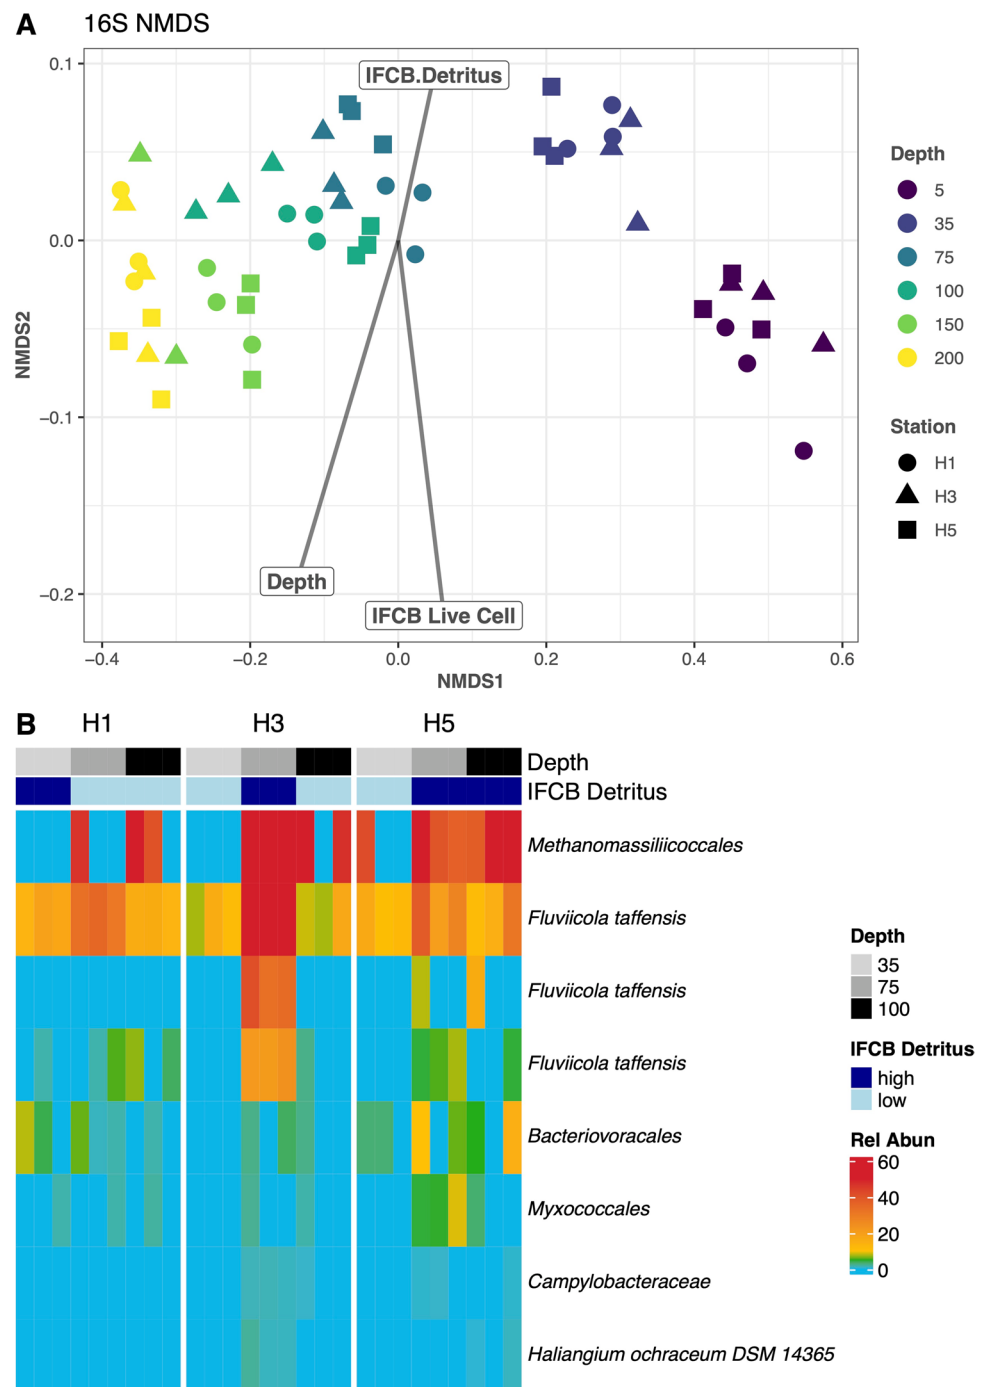 A
16S NMDS
0.1
0.0
−0.1
−0.2
NMDS2
IFCB.Detritus
Depth
IFCB Live Cell
−0.4
−0.2
0.0
0.2
0.4
0.6
NMDS1
Depth
5
35
75
100
150
200
Station
H1
H3
H5
B
H1
H3
H5
Depth
IFCB Detritus
Methanomassiliicoccales
Fluviicola taffensis
Fluviicola taffensis
Fluviicola taffensis
Bacteriovoracales
Myxococcales
Campylobacteraceae
Haliangium ochraceum DSM 14365
Depth
35
75
100
IFCB Detritus
high
low
Rel Abun
60
40
20
0